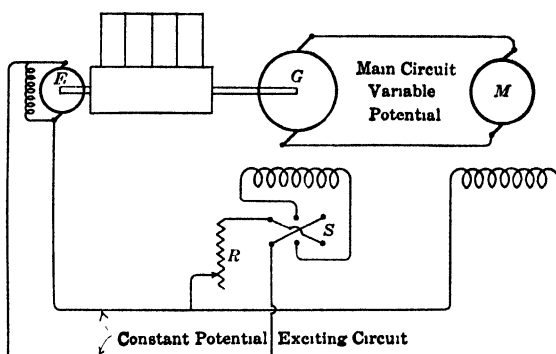 E
G
Main Circuit
Variable
Potential
M
S
R
Constant Potential Exciting Circuit